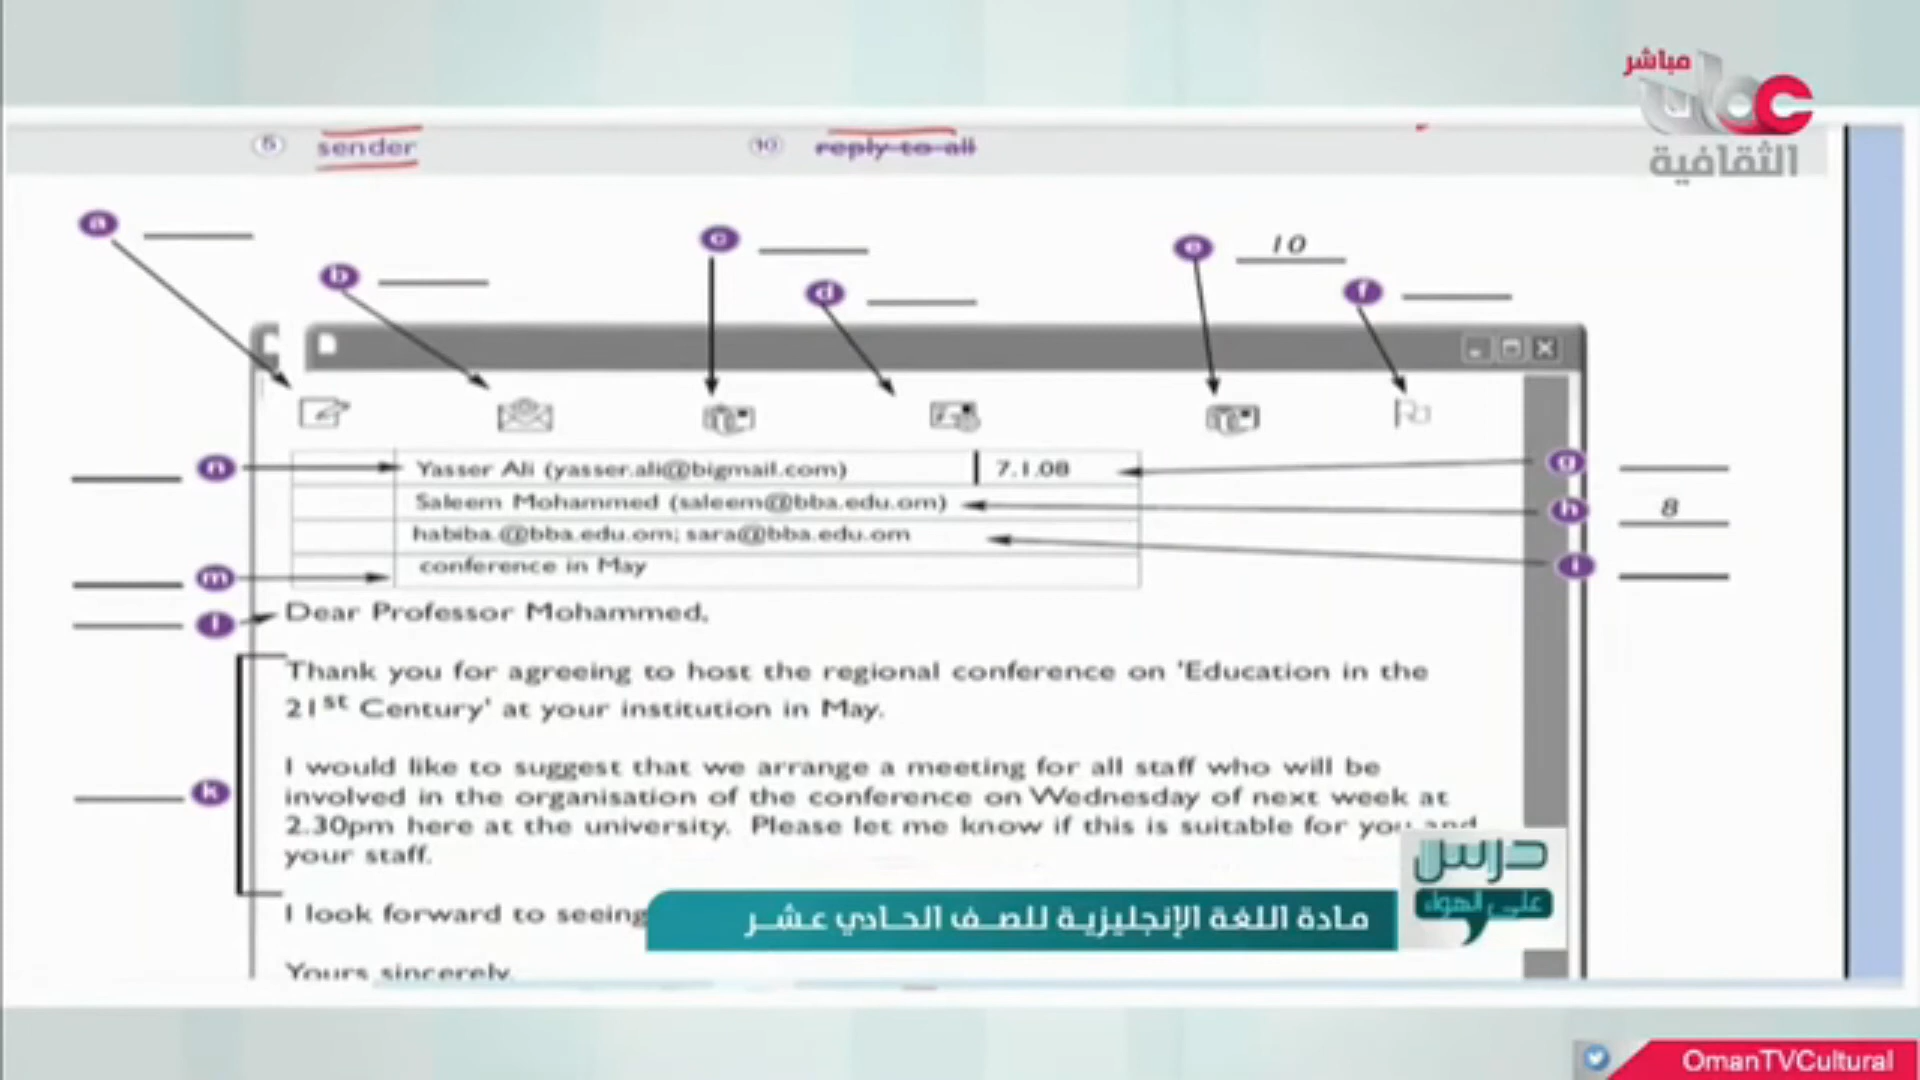 مباشر
الثقافية
5 sender 10 reply to all
a
c
e 10
b
d
f
n Yasser Ali (yasser.ali@bigmail.com) 7.1.08 g
Saleem Mohammed (saleem@bba.edu.om) h 8
habiba.@bba.edu.om; sara@bba.edu.om i
m conference in May
l Dear Professor Mohammed,
Thank you for agreeing to host the regional conference on 'Education in the
21st Century' at your institution in May.
I would like to suggest that we arrange a meeting for all staff who will be
k involved in the organisation of the conference on Wednesday of next week at
2.30pm here at the university. Please let me know if this is suitable for you and
your staff.
I look forward to seeing
Yours sincerely,
درس
على الهواء
مادة اللغة الإنجليزية للصف الحادي عشر
OmanTVCultural